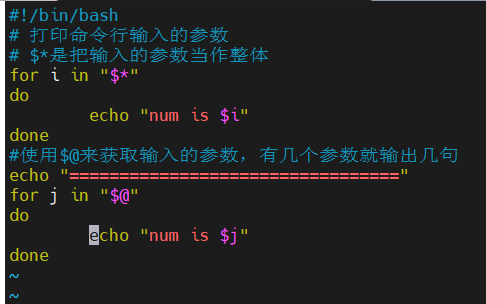 #!/bin/bash
# 打印命令行输入的参数
# $*是把输入的参数当作整体
for i in "$*"
do
        echo "num is $i"
done
#使用$@来获取输入的参数，有几个参数就输出几句
echo "================================="
for j in "$@"
do
        echo "num is $j"
done
~
~